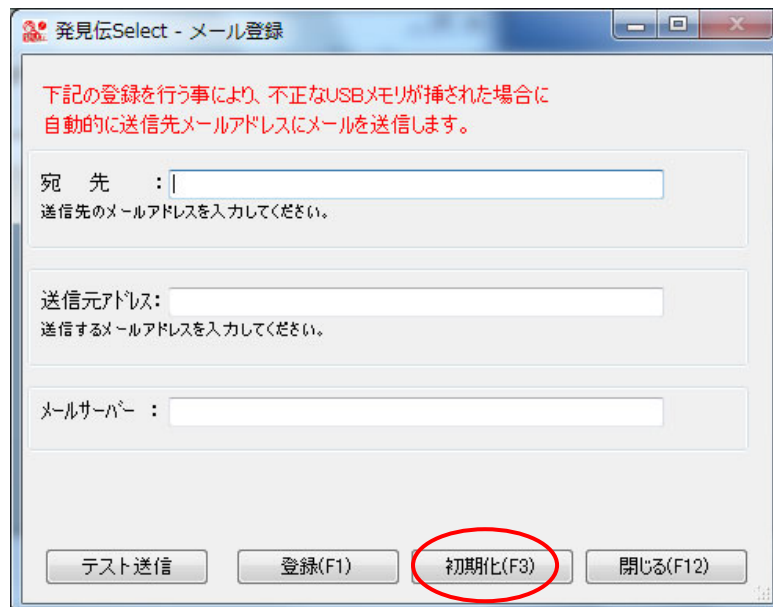 発見伝Select - メール登録
下記の登録を行う事により、不正なUSBメモリが挿された場合に
自動的に送信先メールアドレスにメールを送信します。
宛　先　：
送信先のメールアドレスを入力してください。
送信元ｱﾄﾞﾚｽ：
送信するメールアドレスを入力してください。
ﾒｰﾙｻｰﾊﾞｰ ：
テスト送信 登録(F1) 初期化(F3) 閉じる(F12)